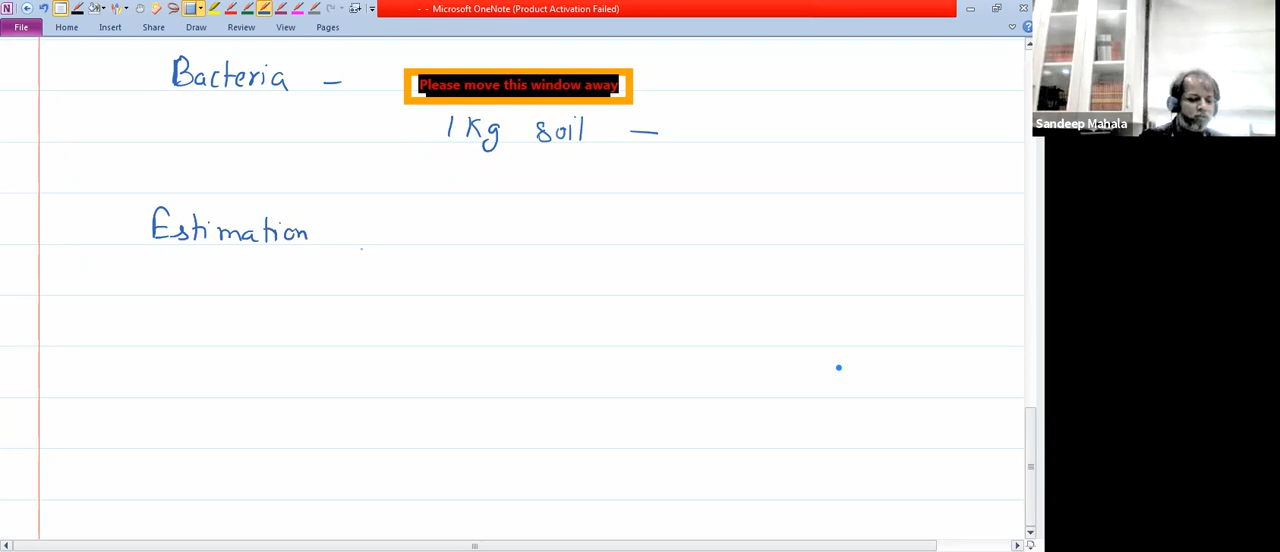 - - Microsoft OneNote (Product Activation Failed)
File Home Insert Share Draw Review View Pages
Bacteria –
Please move this window away
1 Kg soil —
Sandeep Mahala
Estimation